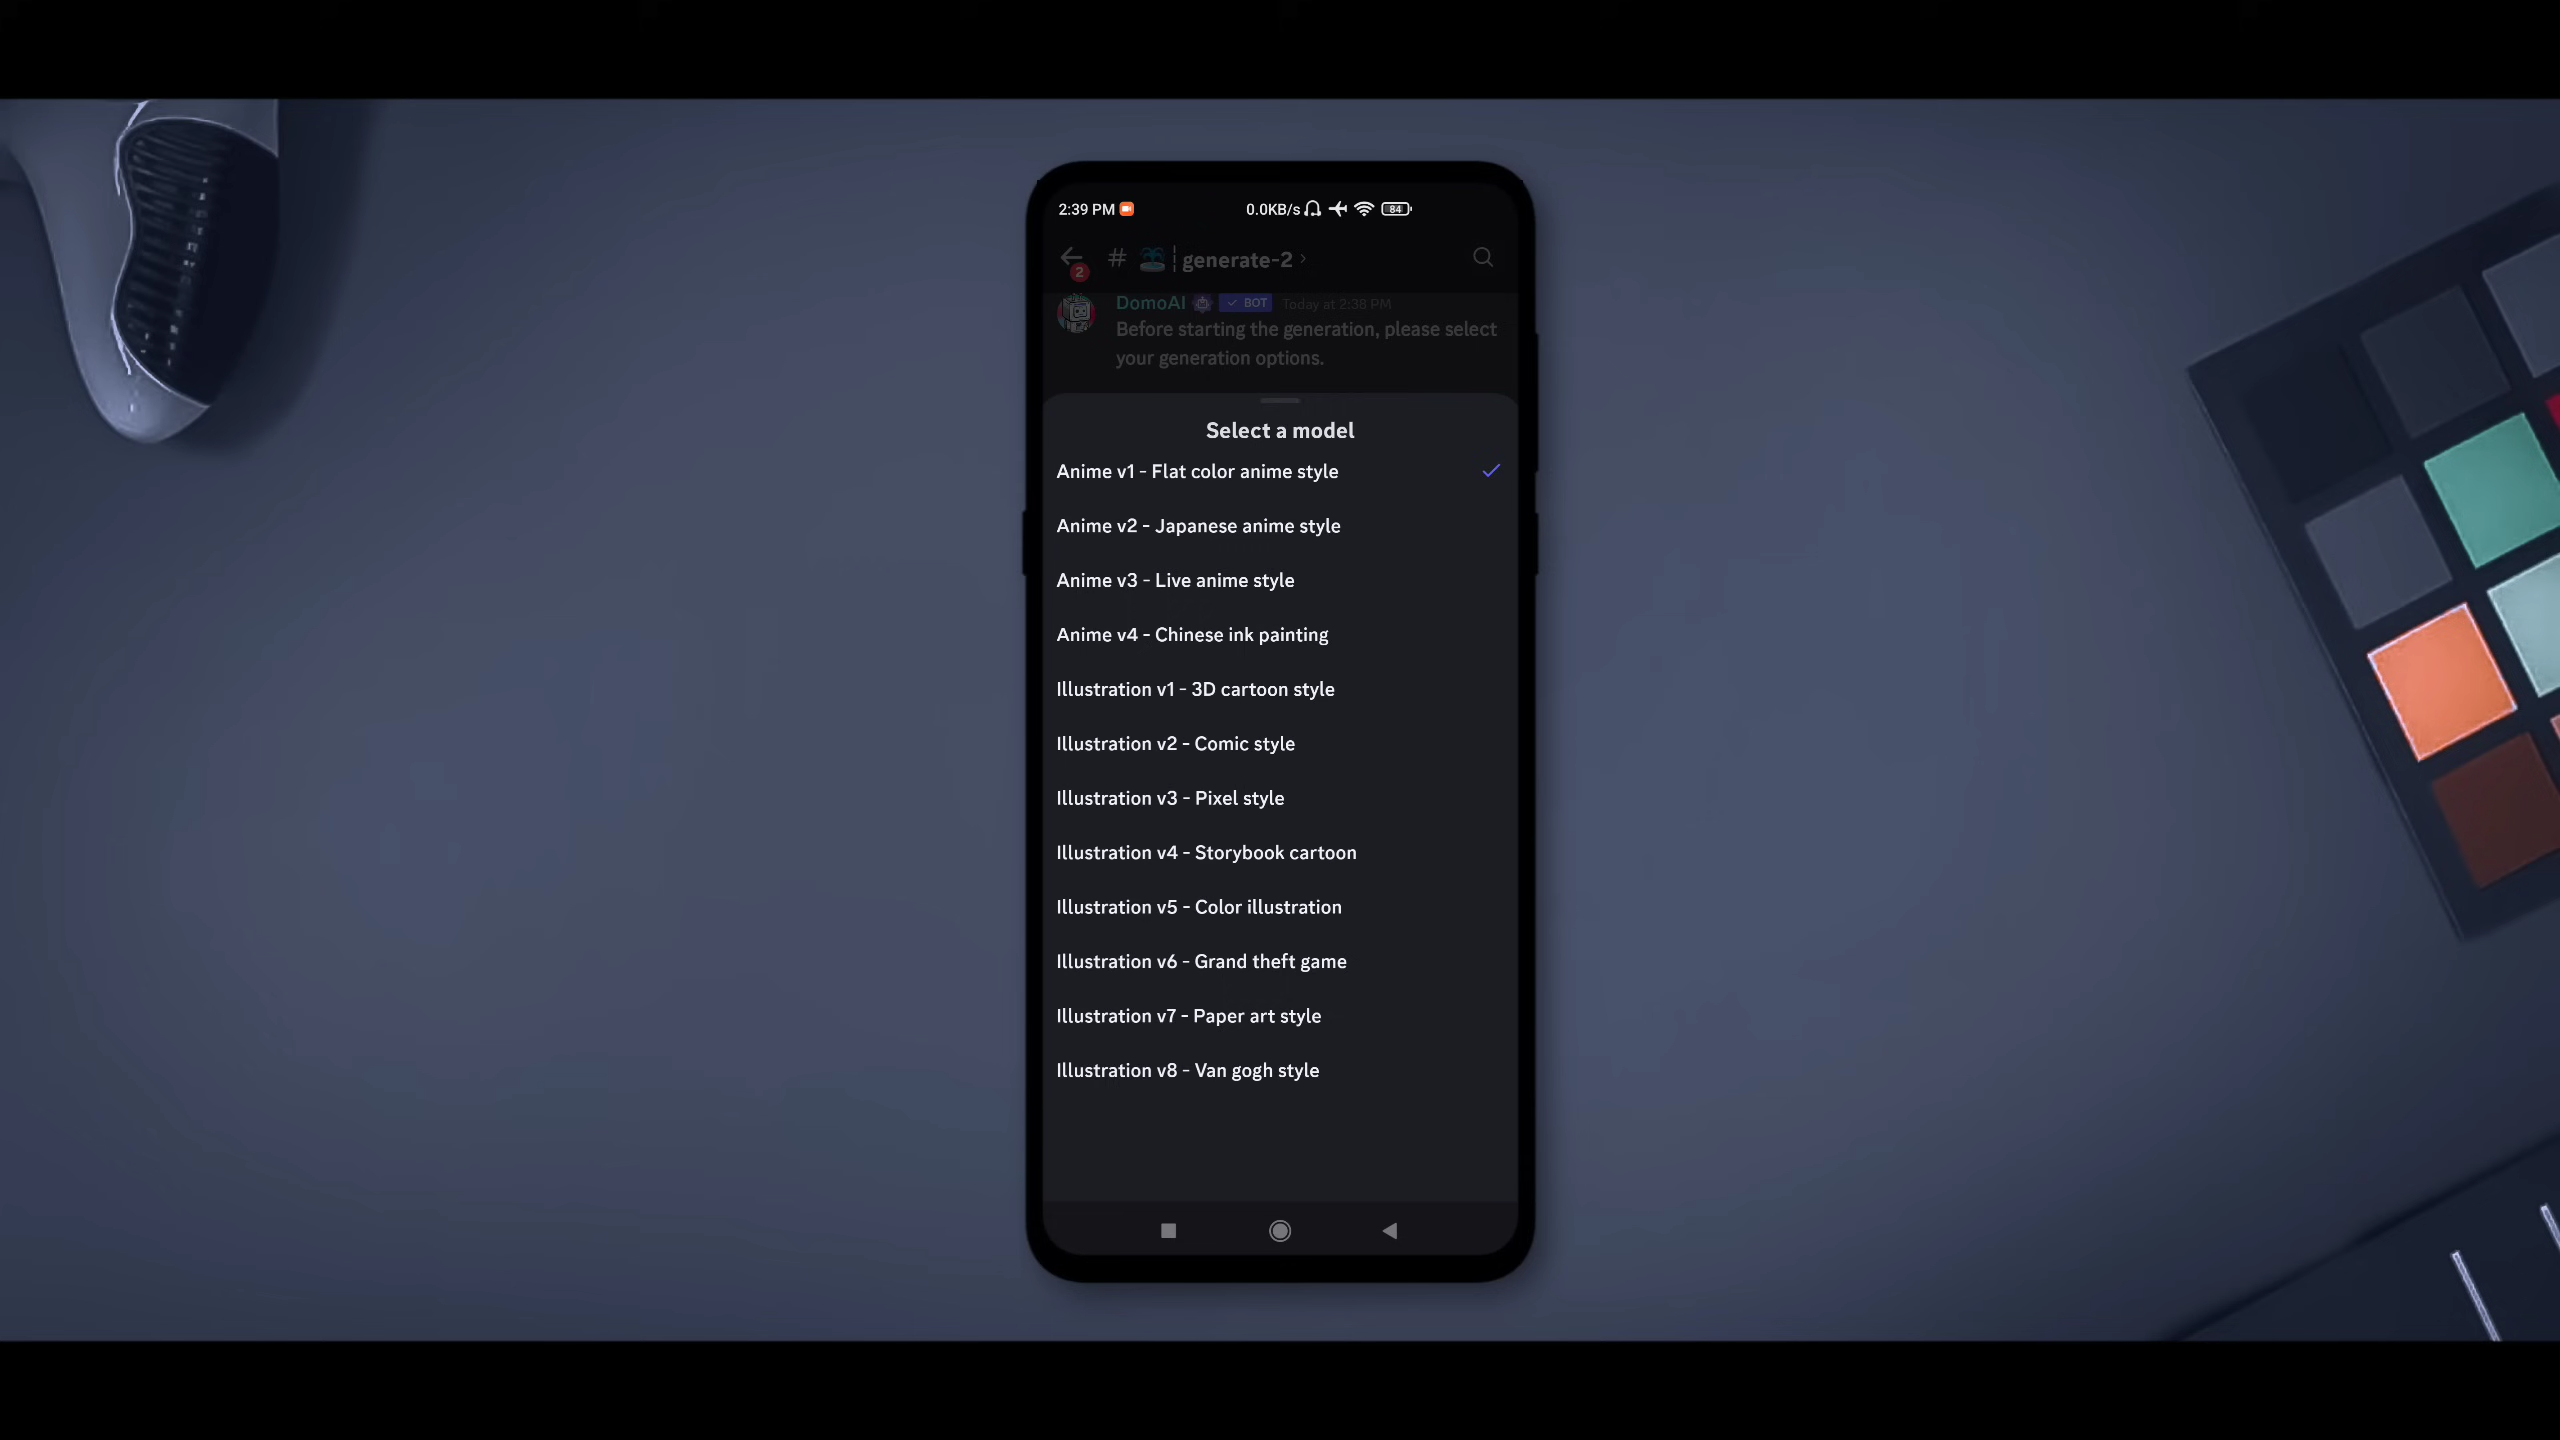 2:39 PM 0.0KB/s 84
2 # generate-2 ›
DomoAI ✓ BOT Today at 2:38 PM
Before starting the generation, please select
your generation options.
Select a model
Anime v1 - Flat color anime style
Anime v2 - Japanese anime style
Anime v3 - Live anime style
Anime v4 - Chinese ink painting
Illustration v1 - 3D cartoon style
Illustration v2 - Comic style
Illustration v3 - Pixel style
Illustration v4 - Storybook cartoon
Illustration v5 - Color illustration
Illustration v6 - Grand theft game
Illustration v7 - Paper art style
Illustration v8 - Van gogh style